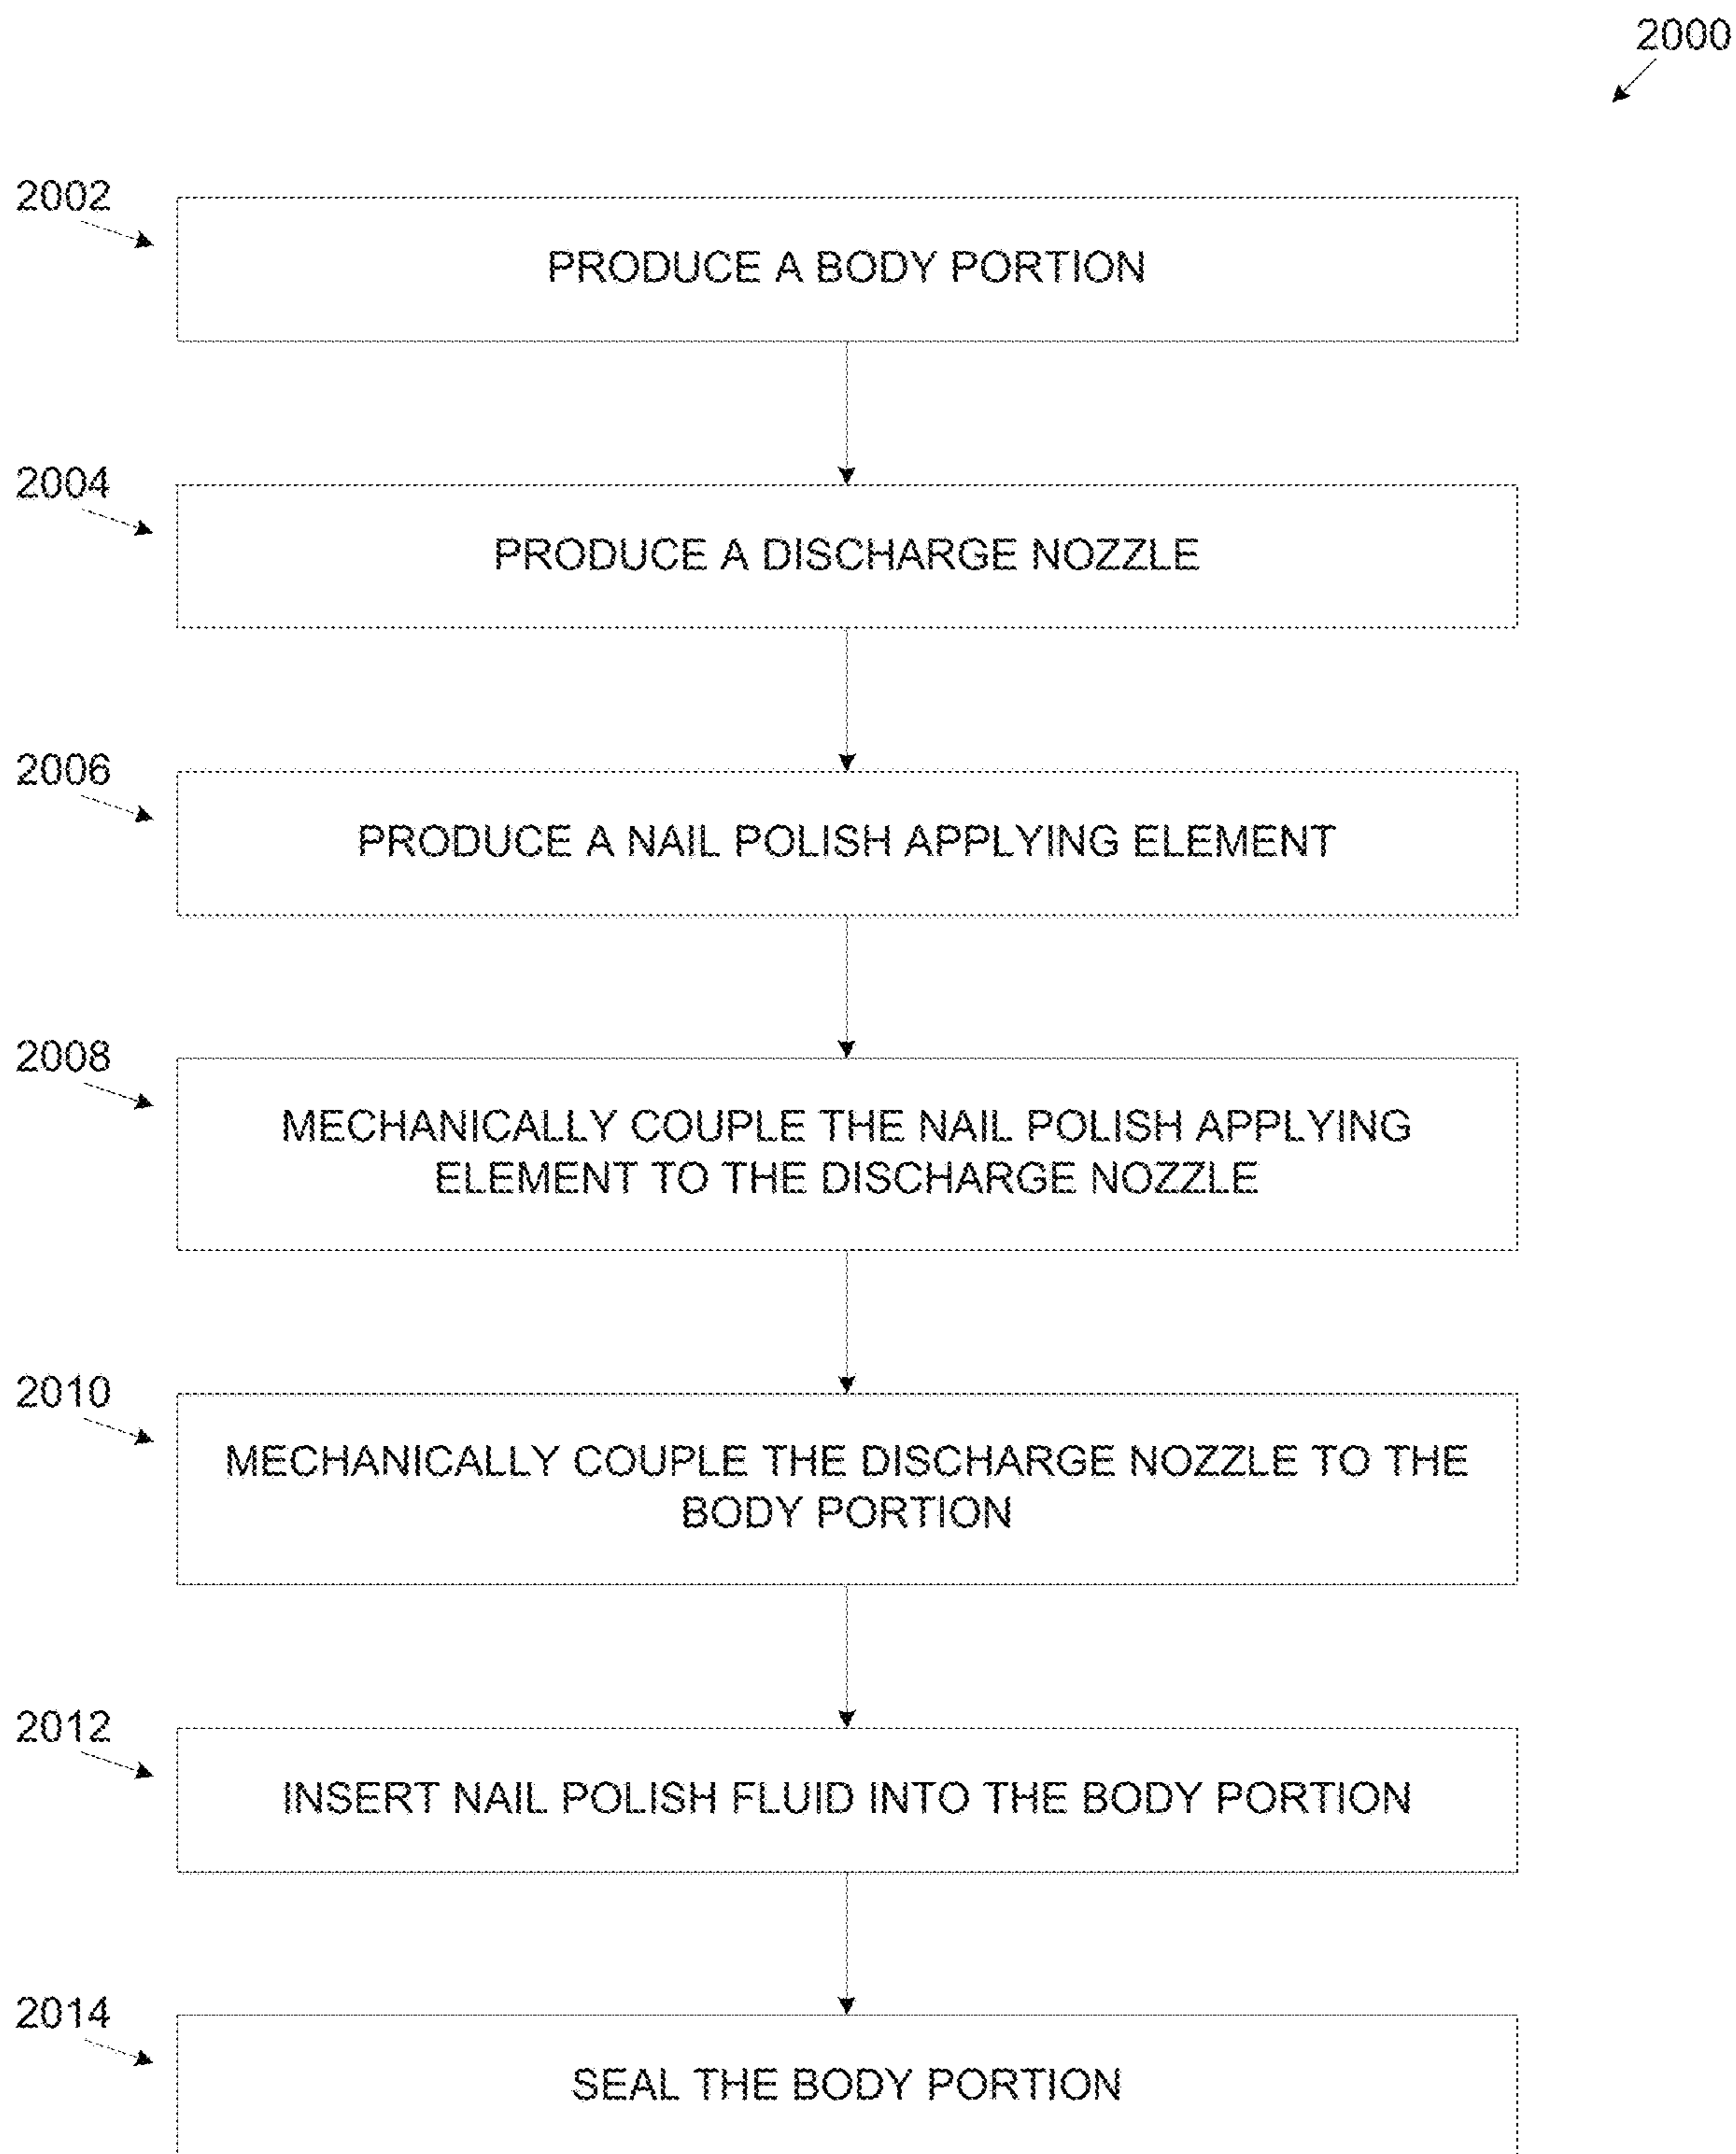 2000
2002
PRODUCE A BODY PORTION
2004
PRODUCE A DISCHARGE NOZZLE
2006
PRODUCE A NAIL POLISH APPLYING ELEMENT
2008
MECHANICALLY COUPLE THE NAIL POLISH APPLYING
ELEMENT TO THE DISCHARGE NOZZLE
2010
MECHANICALLY COUPLE THE DISCHARGE NOZZLE TO THE
BODY PORTION
2012
INSERT NAIL POLISH FLUID INTO THE BODY PORTION
2014
SEAL THE BODY PORTION